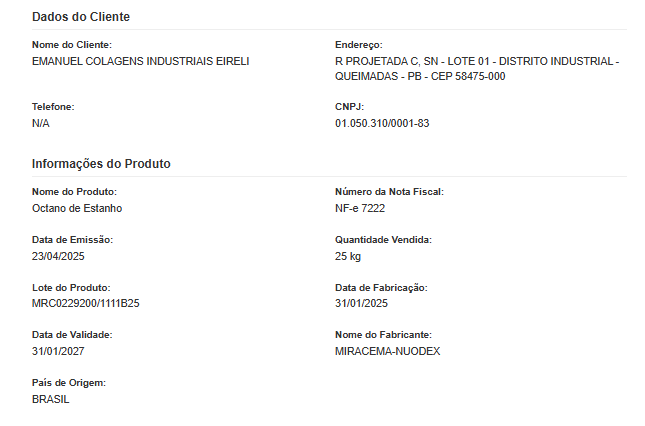 Dados do Cliente
Nome do Cliente:
EMANUEL COLAGENS INDUSTRIAIS EIRELI
Endereço:
R PROJETADA C, SN - LOTE 01 - DISTRITO INDUSTRIAL -
QUEIMADAS - PB - CEP 58475-000
Telefone:
N/A
CNPJ:
01.050.310/0001-83
Informações do Produto
Nome do Produto:
Octano de Estanho
Número da Nota Fiscal:
NF-e 7222
Data de Emissão:
23/04/2025
Quantidade Vendida:
25 kg
Lote do Produto:
MRC0229200/1111B25
Data de Fabricação:
31/01/2025
Data de Validade:
31/01/2027
Nome do Fabricante:
MIRACEMA-NUODEX
País de Origem:
BRASIL